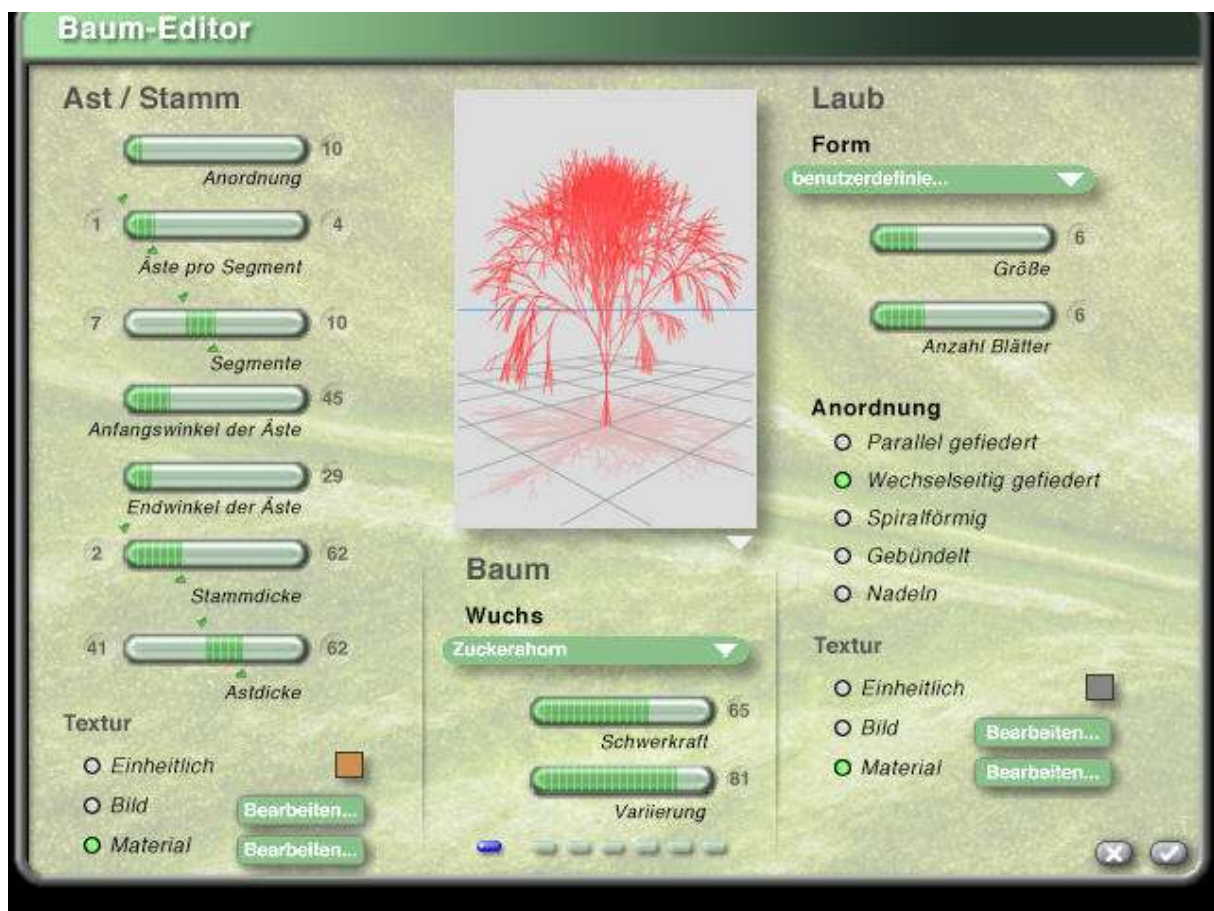 Baum-Editor
Ast / Stamm
10
Anordnung
1 4
Äste pro Segment
7 10
Segmente
45
Anfangswinkel der Äste
29
Endwinkel der Äste
2 62
Stammdicke
41 62
Astdicke
Textur
Einheitlich
Bild Bearbeiten...
Material Bearbeiten...
Baum
Wuchs
Zuckerahorn
65
Schwerkraft
81
Variierung
Laub
Form
benutzerdefinie...
6
Größe
6
Anzahl Blätter
Anordnung
Parallel gefiedert
Wechselseitig gefiedert
Spiralförmig
Gebündelt
Nadeln
Textur
Einheitlich
Bild Bearbeiten...
Material Bearbeiten...